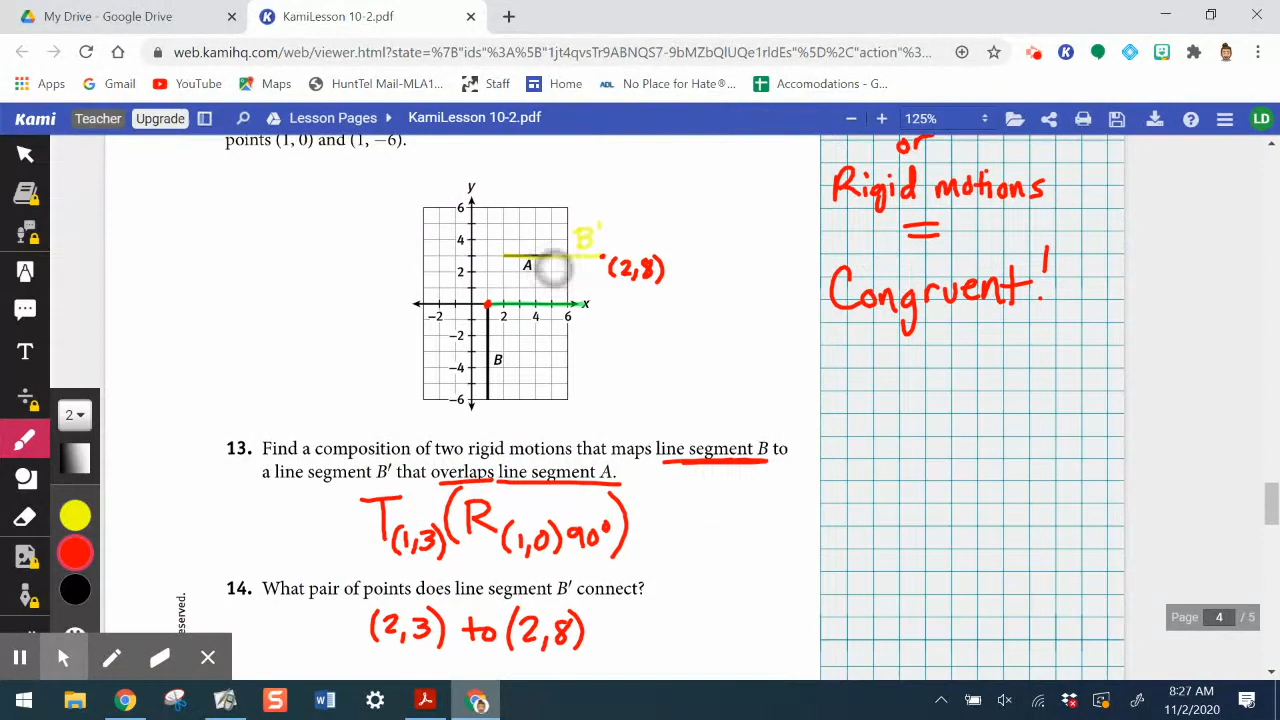 My Drive - Google Drive
KamiLesson 10-2.pdf
web.kamihq.com/web/viewer.html?state=%7B"ids"%3A%5B"1jt4qvsTr9ABNQS7-9bMZbQlUQe1rldEs"%5D%2C"action"%3...
Apps Gmail YouTube Maps HuntTel Mail-MLA1... Staff Home ADL No Place for Hate®... Accomodations - G...
Kami Teacher Upgrade Lesson Pages KamiLesson 10-2.pdf 125% LD
points (1, 0) and (1, −6).
or
Rigid motions
=
Congruent!
y
6
4
2
−2
−4
−6
−2 2 4 6 x
A
B
B'
(2,8)
13. Find a composition of two rigid motions that maps line segment B to
a line segment B′ that overlaps line segment A.
T(1,3)(R(1,0)90°)
14. What pair of points does line segment B′ connect?
(2,3) to (2,8)
served.
2
Page 4 / 5
8:27 AM
11/2/2020